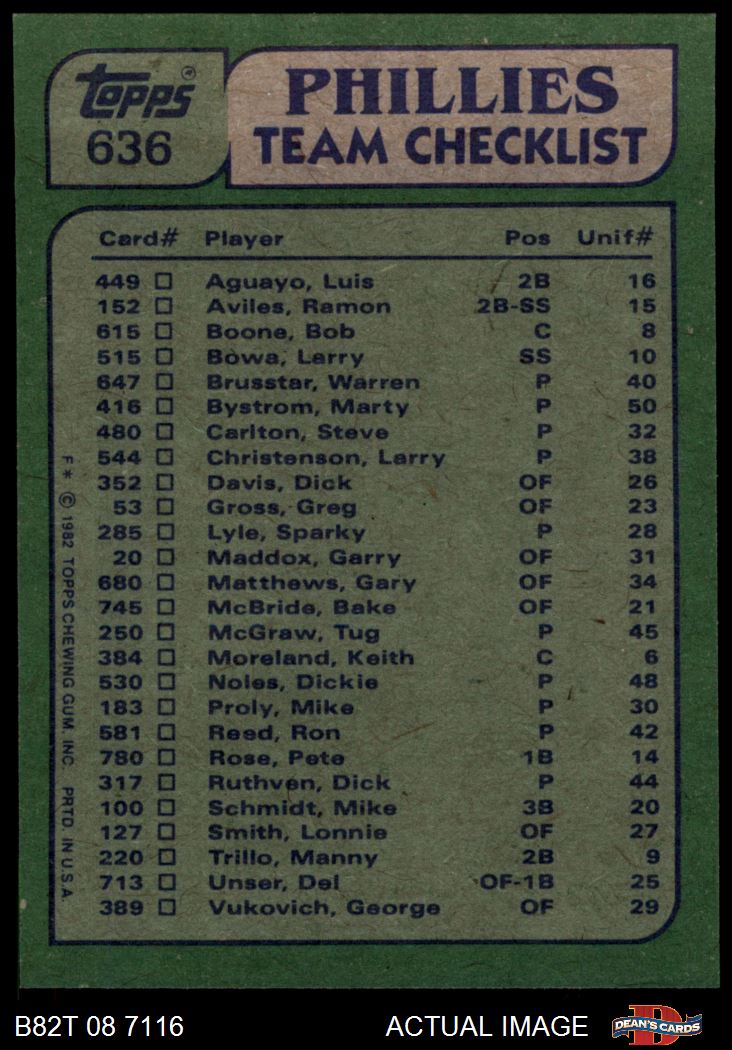 Topps®
636
PHILLIES
TEAM CHECKLIST
Card# Player Pos Unif#
449 Aguayo, Luis 2B 16
152 Aviles, Ramon 2B-SS 15
615 Boone, Bob C 8
515 Bowa, Larry SS 10
647 Brusstar, Warren P 40
416 Bystrom, Marty P 50
480 Carlton, Steve P 32
544 Christenson, Larry P 38
352 Davis, Dick OF 26
53 Gross, Greg OF 23
285 Lyle, Sparky P 28
20 Maddox, Garry OF 31
680 Matthews, Gary OF 34
745 McBride, Bake OF 21
250 McGraw, Tug P 45
384 Moreland, Keith C 6
530 Noles, Dickie P 48
183 Proly, Mike P 30
581 Reed, Ron P 42
780 Rose, Pete 1B 14
317 Ruthven, Dick P 44
100 Schmidt, Mike 3B 20
127 Smith, Lonnie OF 27
220 Trillo, Manny 2B 9
713 Unser, Del OF-1B 25
389 Vukovich, George OF 29
F* © 1982 TOPPS CHEWING GUM, INC. PRTD. IN U.S.A.
B82T 08 7116 ACTUAL IMAGE
D
DEAN'S CARDS